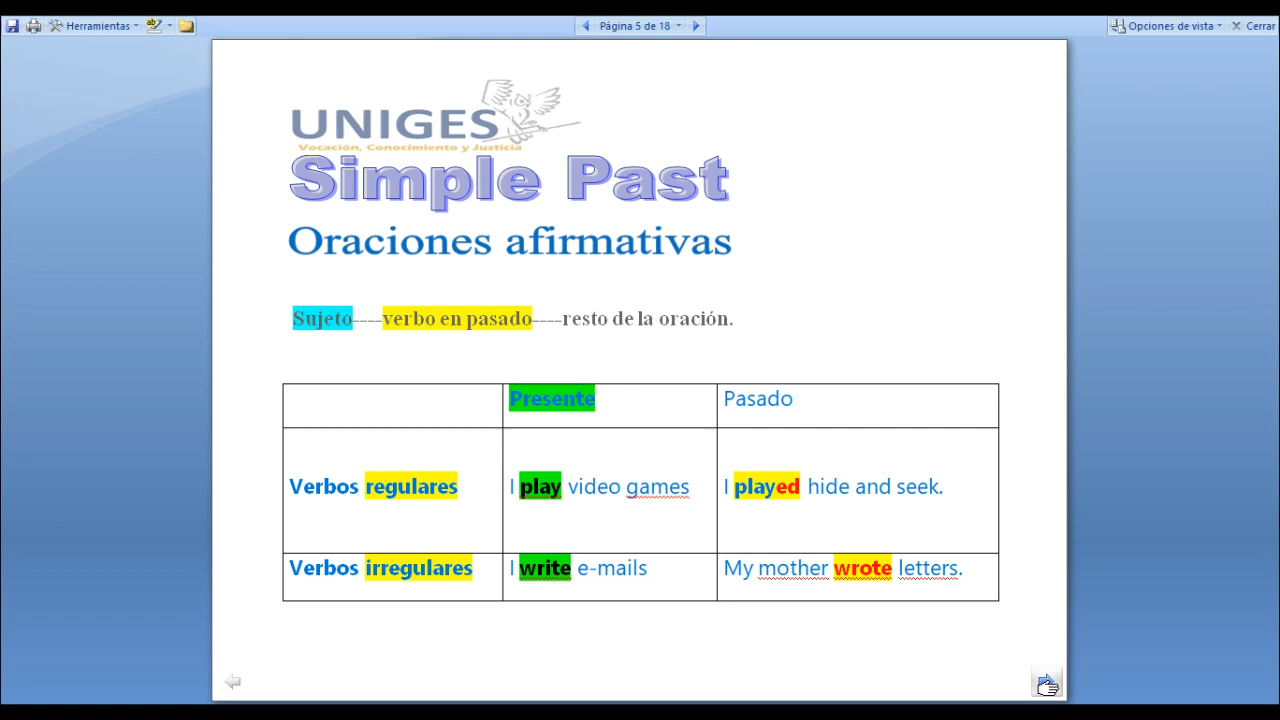 Herramientas
Página 5 de 18
Opciones de vista
Cerrar
UNIGES
Vocación, Conocimiento y Justicia
Simple Past
Oraciones afirmativas
Sujeto----verbo en pasado----resto de la oración.
Presente Pasado
Verbos regulares I play video games I played hide and seek.
Verbos irregulares I write e-mails My mother wrote letters.